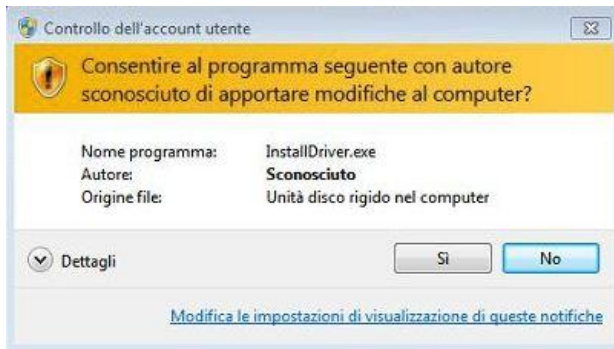 Controllo dell'account utente
Consentire al programma seguente con autore
sconosciuto di apportare modifiche al computer?
Nome programma: InstallDriver.exe
Autore: Sconosciuto
Origine file: Unità disco rigido nel computer
Dettagli Sì No
Modifica le impostazioni di visualizzazione di queste notifiche